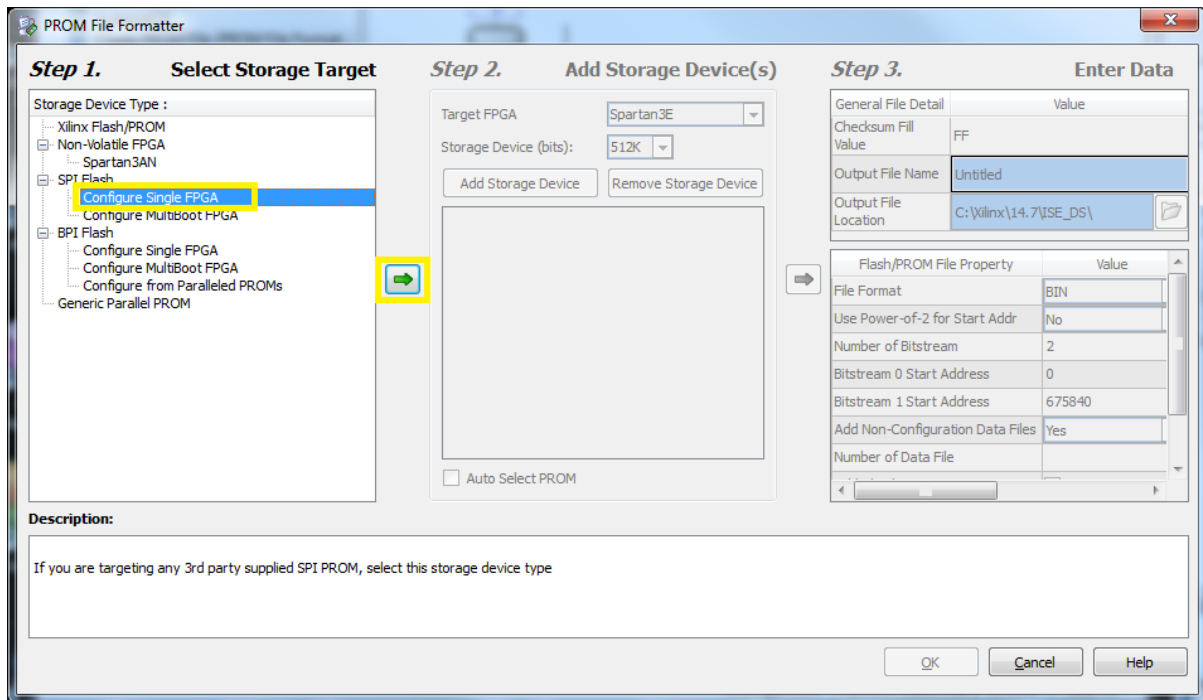 PROM File Formatter
Step 1. Select Storage Target
Storage Device Type :
Xilinx Flash/PROM
Non-Volatile FPGA
Spartan3AN
SPI Flash
Configure Single FPGA
Configure MultiBoot FPGA
BPI Flash
Configure Single FPGA
Configure MultiBoot FPGA
Configure from Paralleled PROMs
Generic Parallel PROM
Step 2. Add Storage Device(s)
Target FPGA Spartan3E
Storage Device (bits): 512K
Add Storage Device Remove Storage Device
Auto Select PROM
Step 3. Enter Data
General File Detail Value
Checksum Fill
Value FF
Output File Name Untitled
Output File
Location C:\Xilinx\14.7\ISE_DS\
Flash/PROM File Property Value
File Format BIN
Use Power-of-2 for Start Addr No
Number of Bitstream 2
Bitstream 0 Start Address 0
Bitstream 1 Start Address 675840
Add Non-Configuration Data Files Yes
Number of Data File
Description:
If you are targeting any 3rd party supplied SPI PROM, select this storage device type
OK Cancel Help